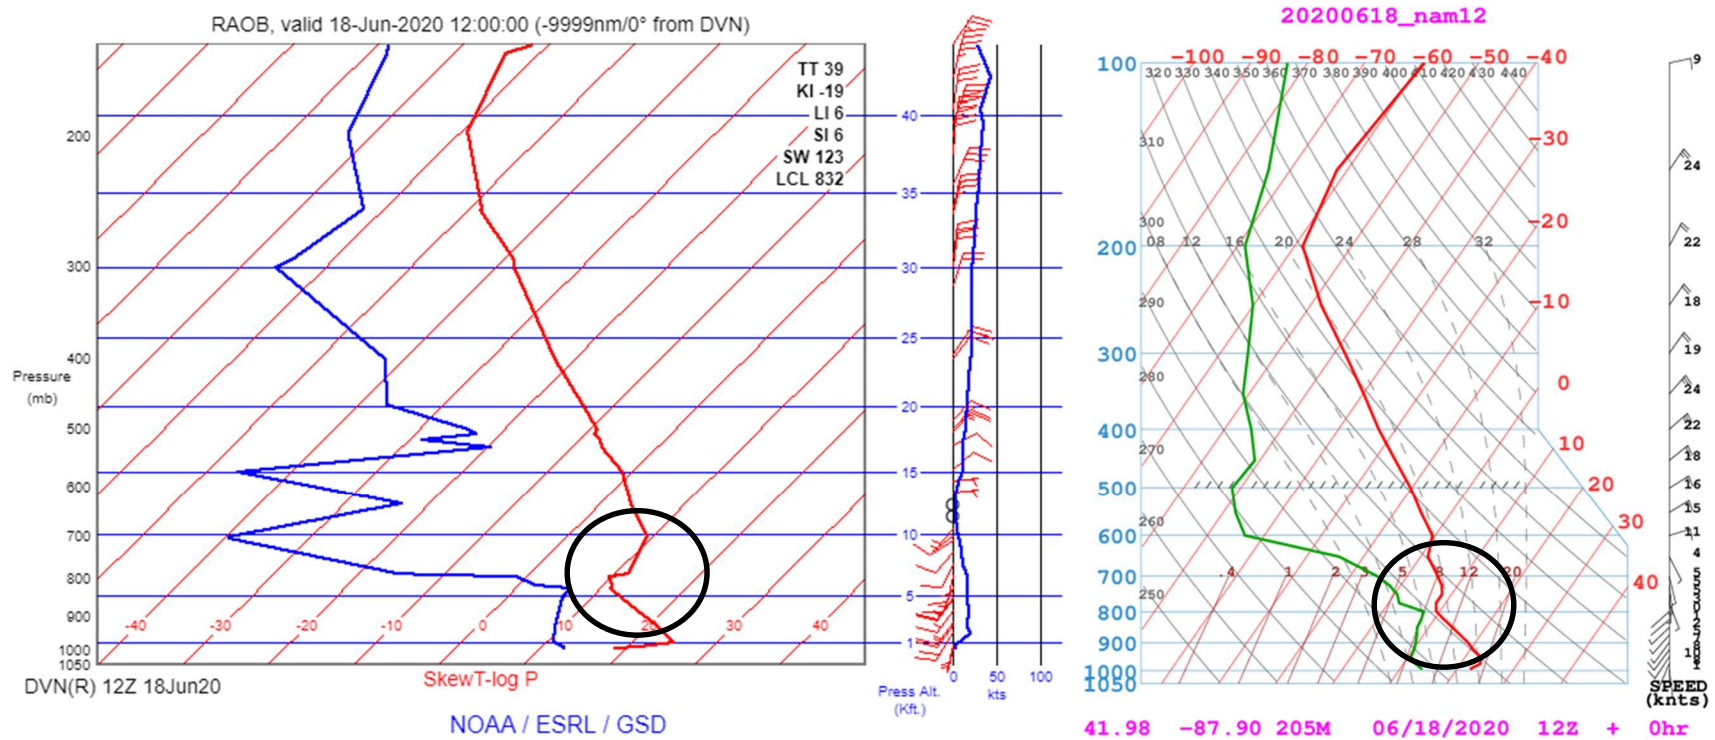 RAOB, valid 18-Jun-2020 12:00:00 (-9999nm/0° from DVN)
TT 39
KI -19
LI 6
SI 6
SW 123
LCL 832
200
300
400
Pressure
(mb)
500
600
700
800
900
1000
1050
-40
-30
-20
-10
0
10
20
30
40
40
35
30
25
20
15
10
5
1
0 50 100
Press Alt. kts
(Kft.)
DVN(R) 12Z 18Jun20
SkewT-log P
NOAA / ESRL / GSD
20200618_nam12
-100 -90 -80 -70 -60 -50 -40
100
320 330 340 350 360 370 380 390 400 410 420 430 440
310
-30
300
-20
200
08 12 16 20 24 28 32
290
-10
300
280
0
400
10
270
500
20
260
30
600
700
.4 1 2 3 5 8 12 20
40
250
800
900
1000
1050
9
24
22
18
19
24
22
18
16
15
11
4
SPEED
(knts)
41.98 -87.90 205M 06/18/2020 12Z + 0hr